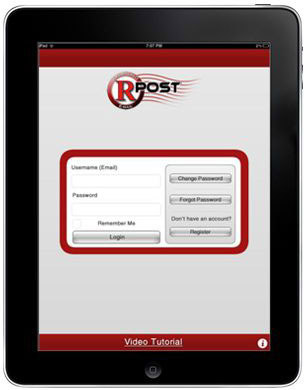 iPad
7:07 PM
RPOST
Username (Email)
Password
Remember Me
Login
Change Password
Forgot Password
Don't have an account?
Register
Video Tutorial